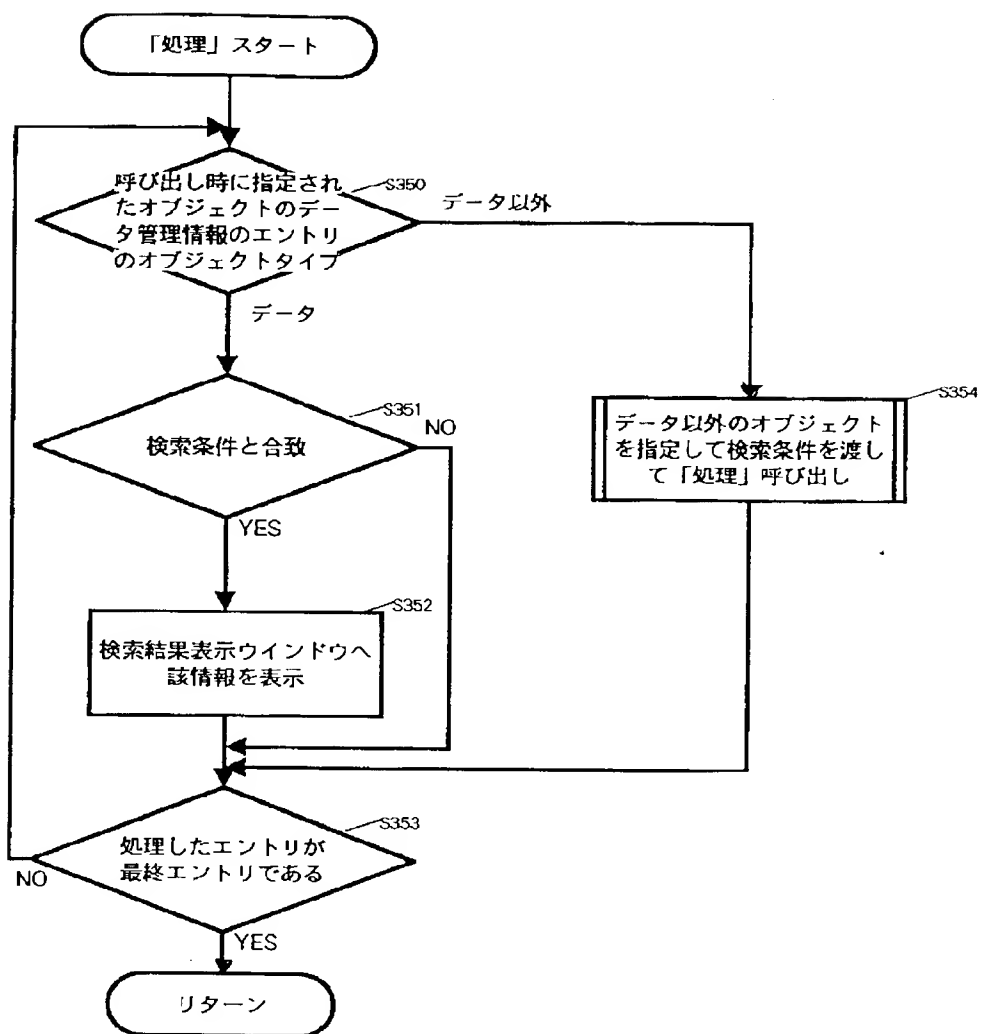 「処理」スタート
呼び出し時に指定され
たオブジェクトのデー
タ管理情報のエントリ
のオブジェクトタイプ
S350
データ以外
データ
検索条件と合致
S351
NO
YES
データ以外のオブジェクト
を指定して検索条件を渡し
て「処理」呼び出し
S354
検索結果表示ウインドウへ
該情報を表示
S352
処理したエントリが
最終エントリである
S353
NO
YES
リターン